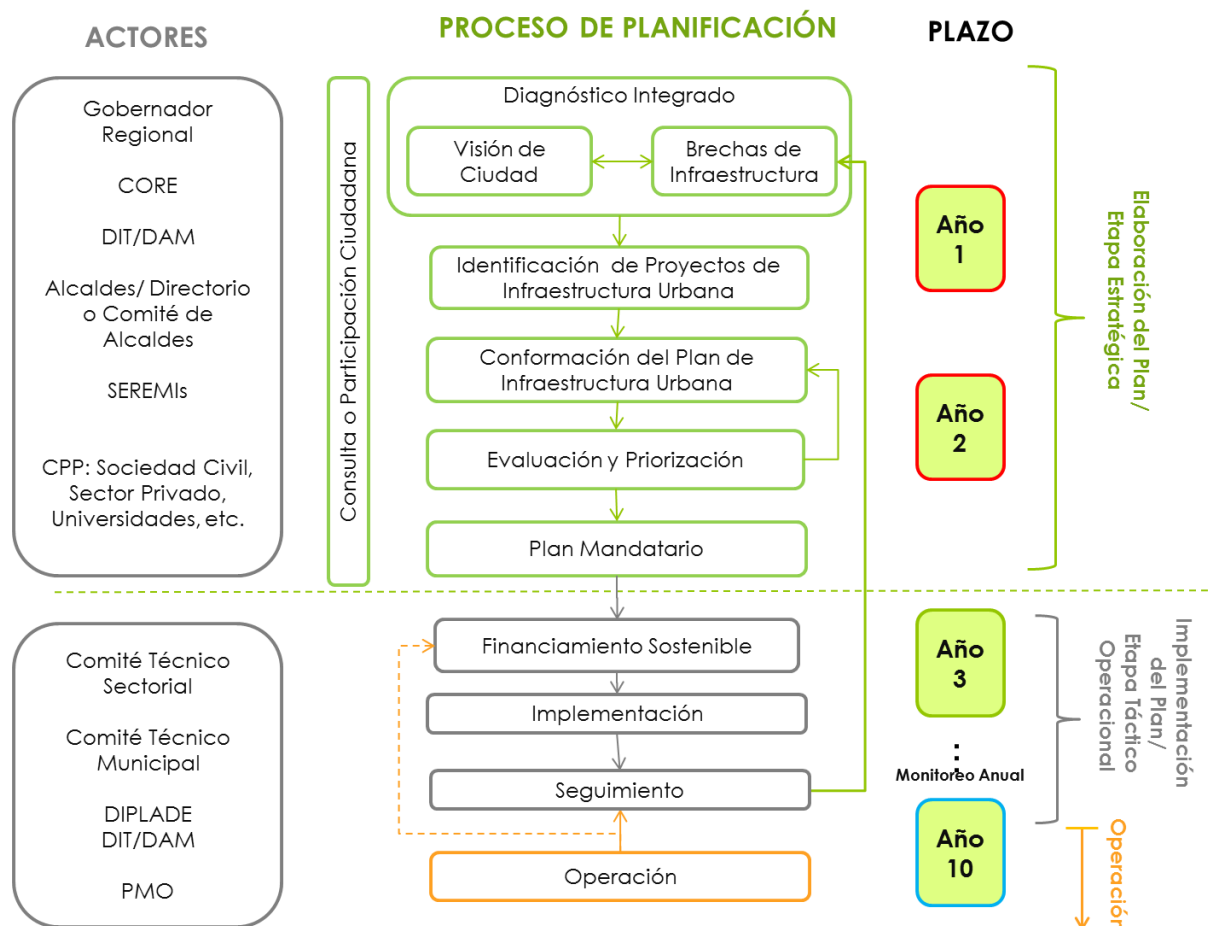 ACTORES
PROCESO DE PLANIFICACIÓN
PLAZO
Gobernador
Regional
CORE
DIT/DAM
Alcaldes/ Directorio
o Comité de
Alcaldes
SEREMIs
CPP: Sociedad Civil,
Sector Privado,
Universidades, etc.
Consulta o Participación Ciudadana
Diagnóstico Integrado
Visión de
Ciudad
Brechas de
Infraestructura
Identificación de Proyectos de
Infraestructura Urbana
Conformación del Plan de
Infraestructura Urbana
Evaluación y Priorización
Plan Mandatario
Año
1
Año
2
Elaboración del Plan/
Etapa Estratégica
Comité Técnico
Sectorial
Comité Técnico
Municipal
DIPLADE
DIT/DAM
PMO
Financiamiento Sostenible
Implementación
Seguimiento
Operación
Año
3
⋮
Monitoreo Anual
Año
10
Implementación
del Plan/
Etapa Táctico
Operacional
Operación